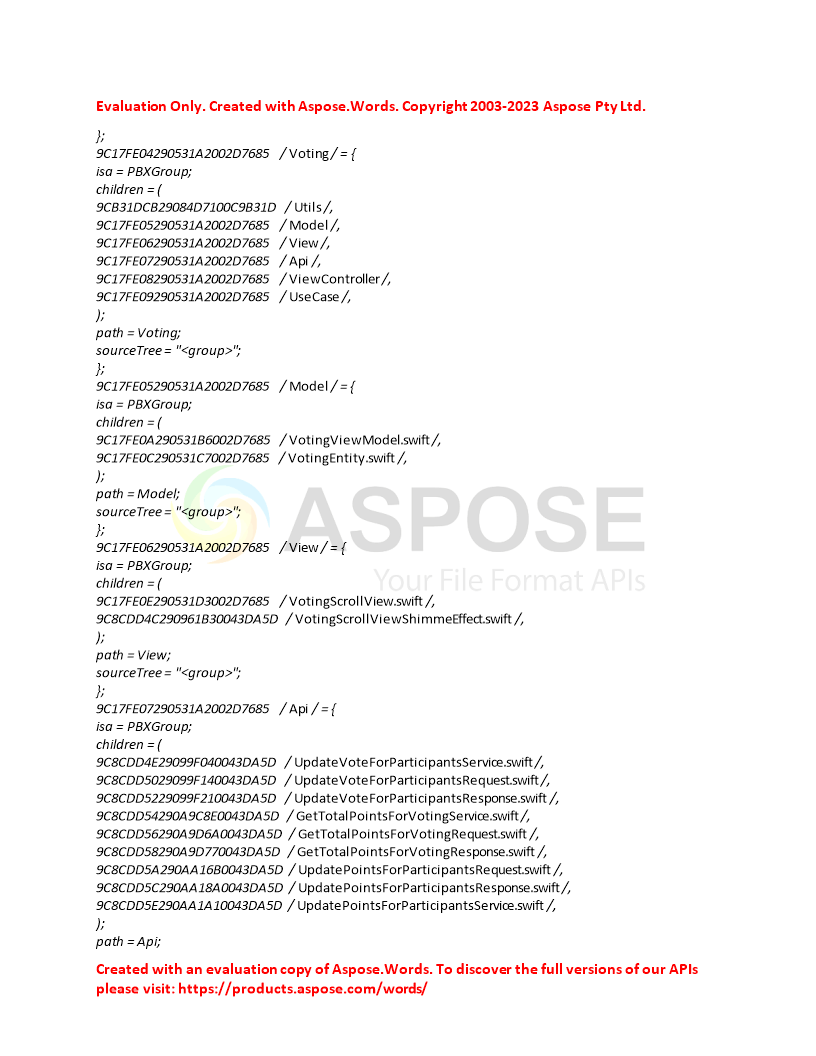 Evaluation Only. Created with Aspose.Words. Copyright 2003-2023 Aspose Pty Ltd.
};
9C17FE04290531A2002D7685 / Voting / = {
isa = PBXGroup;
children = (
9CB31DCB29084D7100C9B31D / Utils /,
9C17FE05290531A2002D7685 / Model /,
9C17FE06290531A2002D7685 / View /,
9C17FE07290531A2002D7685 / Api /,
9C17FE08290531A2002D7685 / ViewController /,
9C17FE09290531A2002D7685 / UseCase /,
);
path = Voting;
sourceTree = "<group>";
};
9C17FE05290531A2002D7685 / Model / = {
isa = PBXGroup;
children = (
9C17FE0A290531B6002D7685 / VotingViewModel.swift /,
9C17FE0C290531C7002D7685 / VotingEntity.swift /,
);
path = Model;
sourceTree = "<group>";
};
ASPOSE
9C17FE06290531A2002D7685 / View / = {
isa = PBXGroup;
children = (
Your File Format APIs
9C17FE0E290531D3002D7685 / VotingScrollView.swift /,
9C8CDD4C290961B30043DA5D / VotingScrollViewShimmeEffect.swift /,
);
path = View;
sourceTree = "<group>";
};
9C17FE07290531A2002D7685 / Api / = {
isa = PBXGroup;
children = (
9C8CDD4E29099F040043DA5D / UpdateVoteForParticipantsService.swift /,
9C8CDD5029099F140043DA5D / UpdateVoteForParticipantsRequest.swift /,
9C8CDD5229099F210043DA5D / UpdateVoteForParticipantsResponse.swift /,
9C8CDD54290A9C8E0043DA5D / GetTotalPointsForVotingService.swift /,
9C8CDD56290A9D6A0043DA5D / GetTotalPointsForVotingRequest.swift /,
9C8CDD58290A9D770043DA5D / GetTotalPointsForVotingResponse.swift /,
9C8CDD5A290AA16B0043DA5D / UpdatePointsForParticipantsRequest.swift /,
9C8CDD5C290AA18A0043DA5D / UpdatePointsForParticipantsResponse.swift /,
9C8CDD5E290AA1A10043DA5D / UpdatePointsForParticipantsService.swift /,
);
path = Api;
Created with an evaluation copy of Aspose.Words. To discover the full versions of our APIs
please visit: https://products.aspose.com/words/